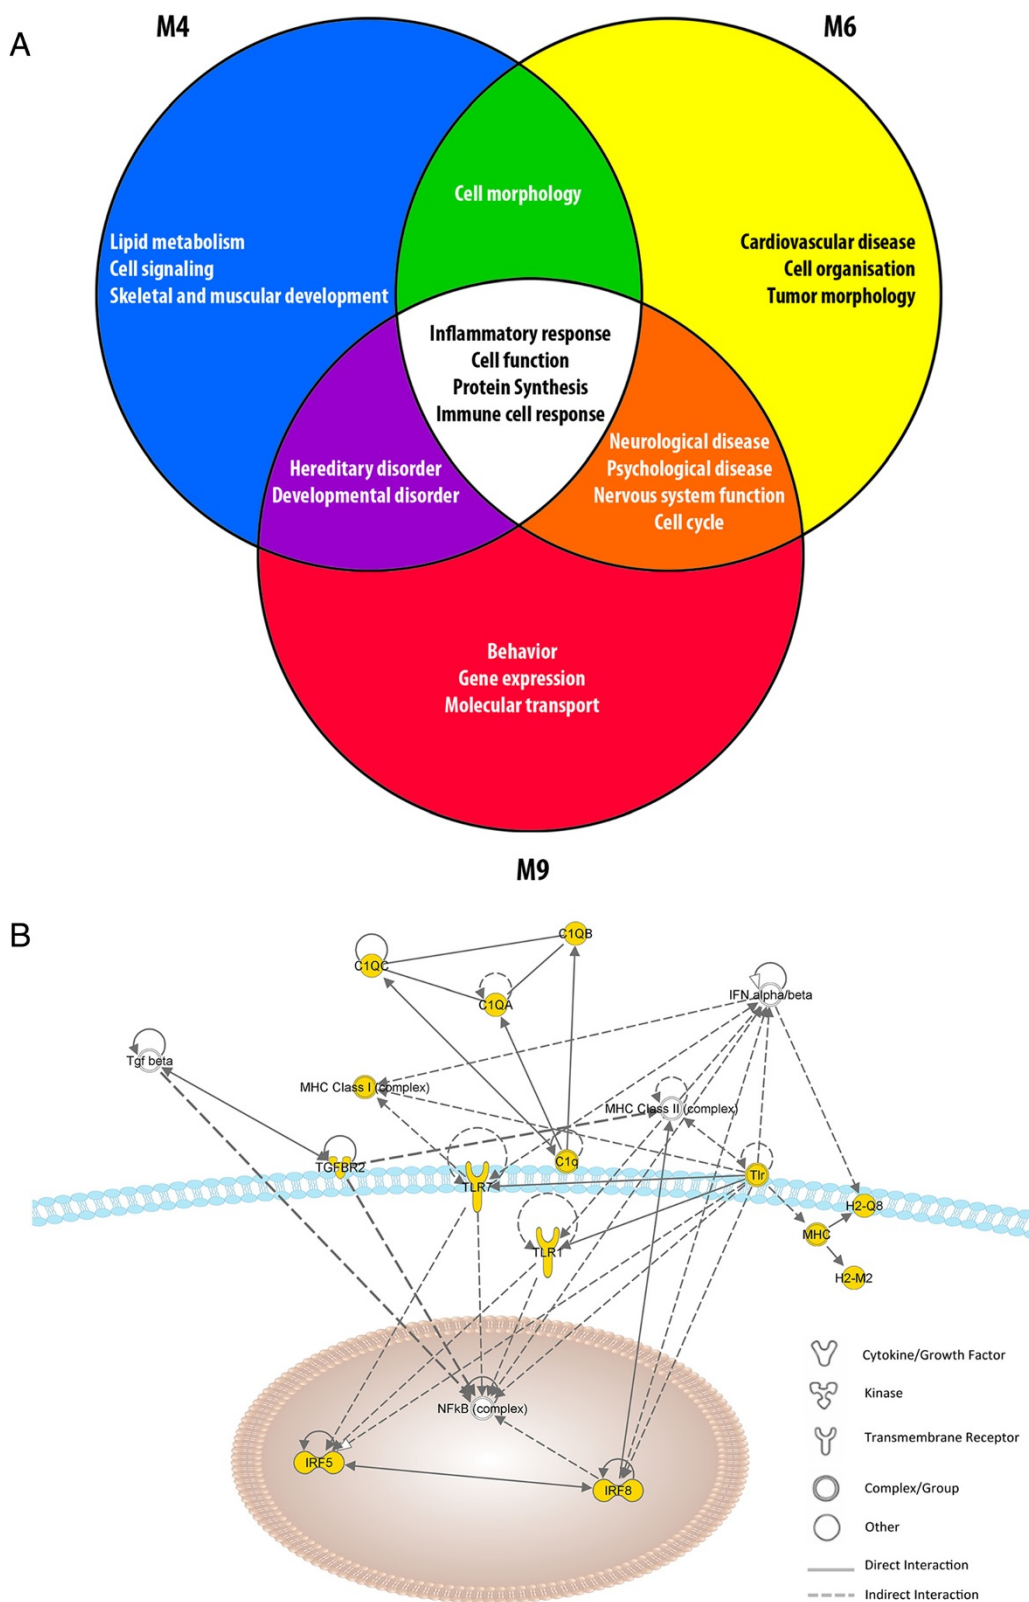 A
M4
M6
Cell morphology
Lipid metabolism
Cell signaling
Skeletal and muscular development
Cardiovascular disease
Cell organisation
Tumor morphology
Inflammatory response
Cell function
Protein Synthesis
Immune cell response
Hereditary disorder
Developmental disorder
Neurological disease
Psychological disease
Nervous system function
Cell cycle
Behavior
Gene expression
Molecular transport
M9
B
C1QB
C1QC
C1QA
IFN alpha/beta
Tgf beta
MHC Class I (complex)
MHC Class II (complex)
TGFBR2
C1q
TLR7
Tlr
H2-Q8
MHC
TLR1
H2-M2
NFkB (complex)
IRF5
IRF8
Cytokine/Growth Factor
Kinase
Transmembrane Receptor
Complex/Group
Other
Direct Interaction
Indirect Interaction